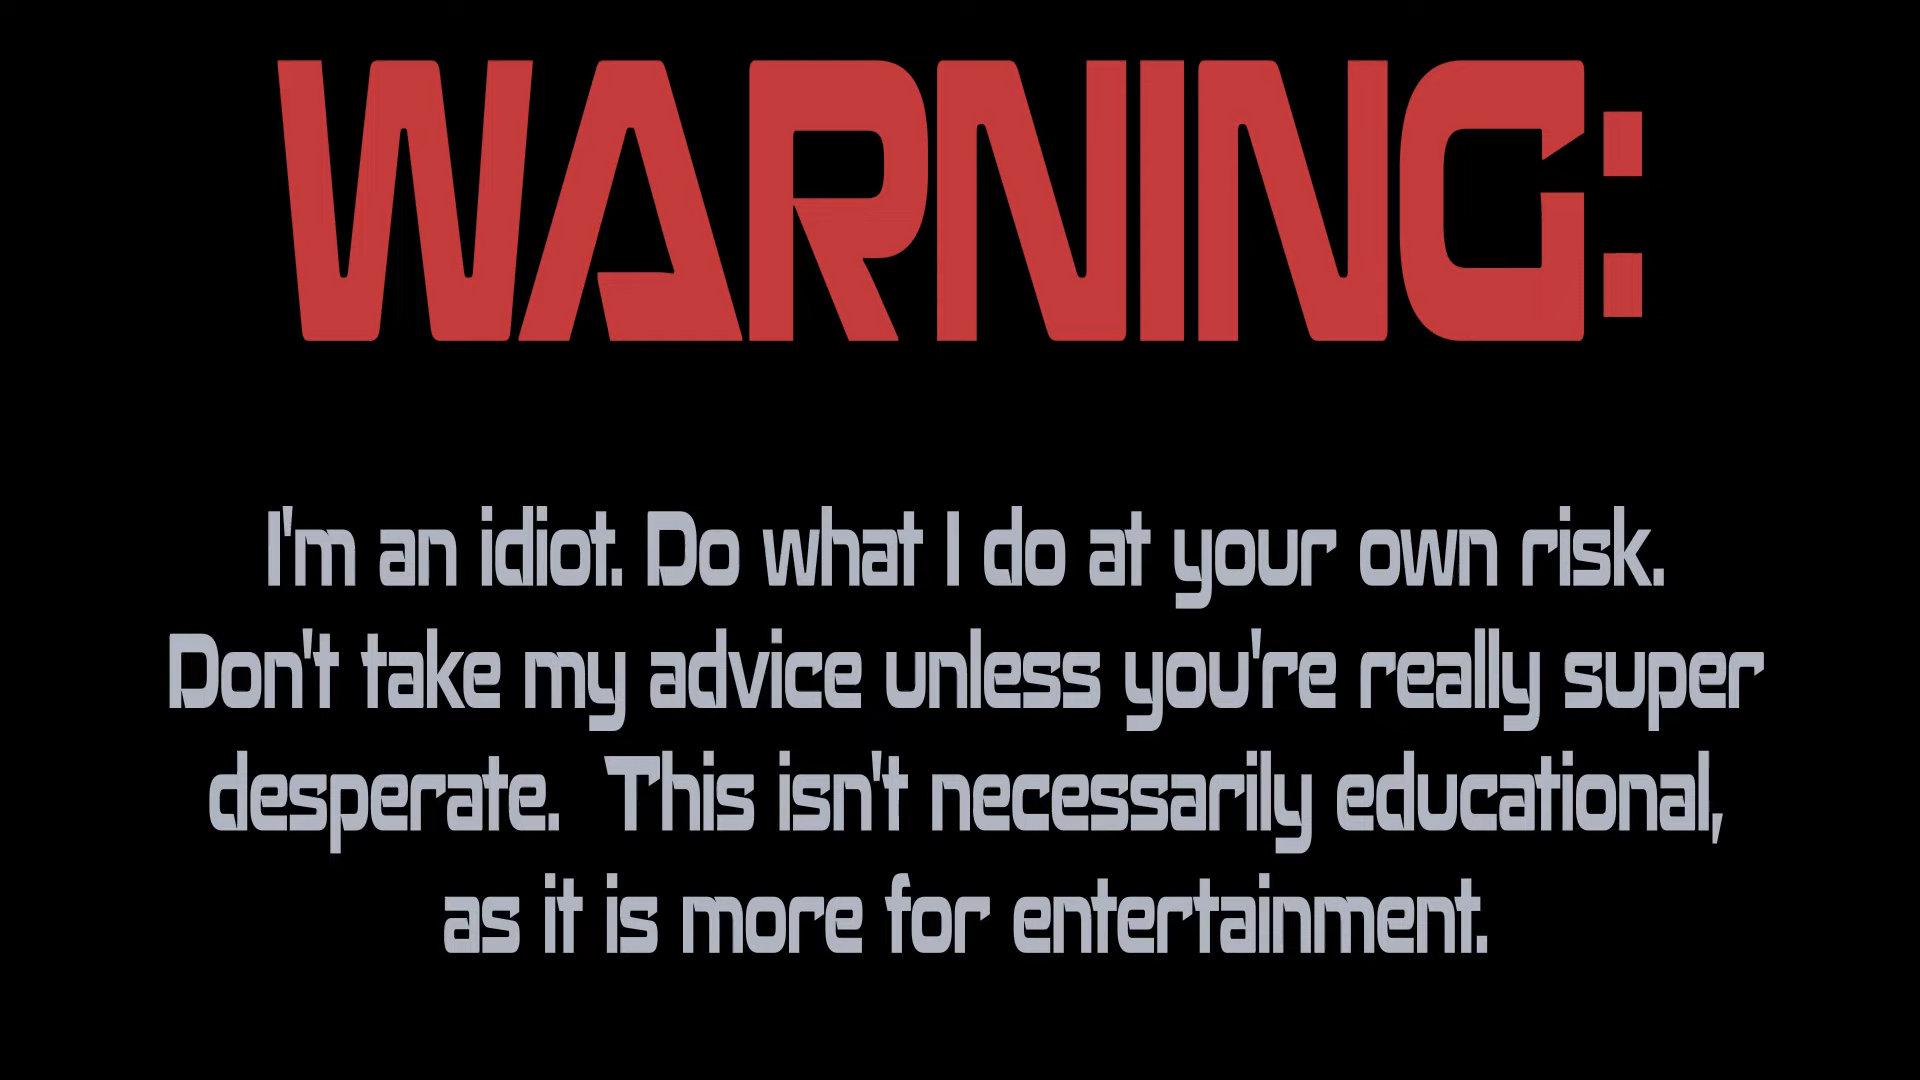 WARNING:
I'm an idiot. Do what I do at your own risk.
Don't take my advice unless you're really super
desperate.  This isn't necessarily educational,
as it is more for entertainment.